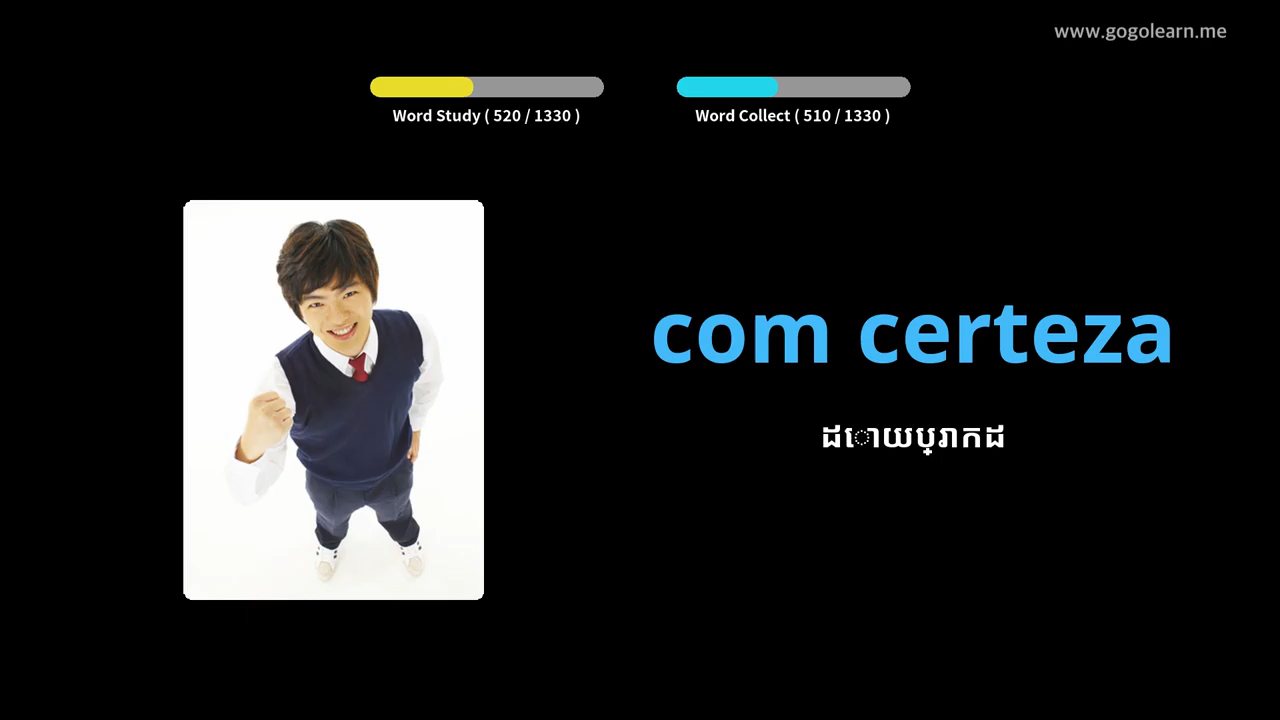 www.gogolearn.me
Word Study ( 520 / 1330 )
Word Collect ( 510 / 1330 )
com certeza
ដោយប្រាកដ